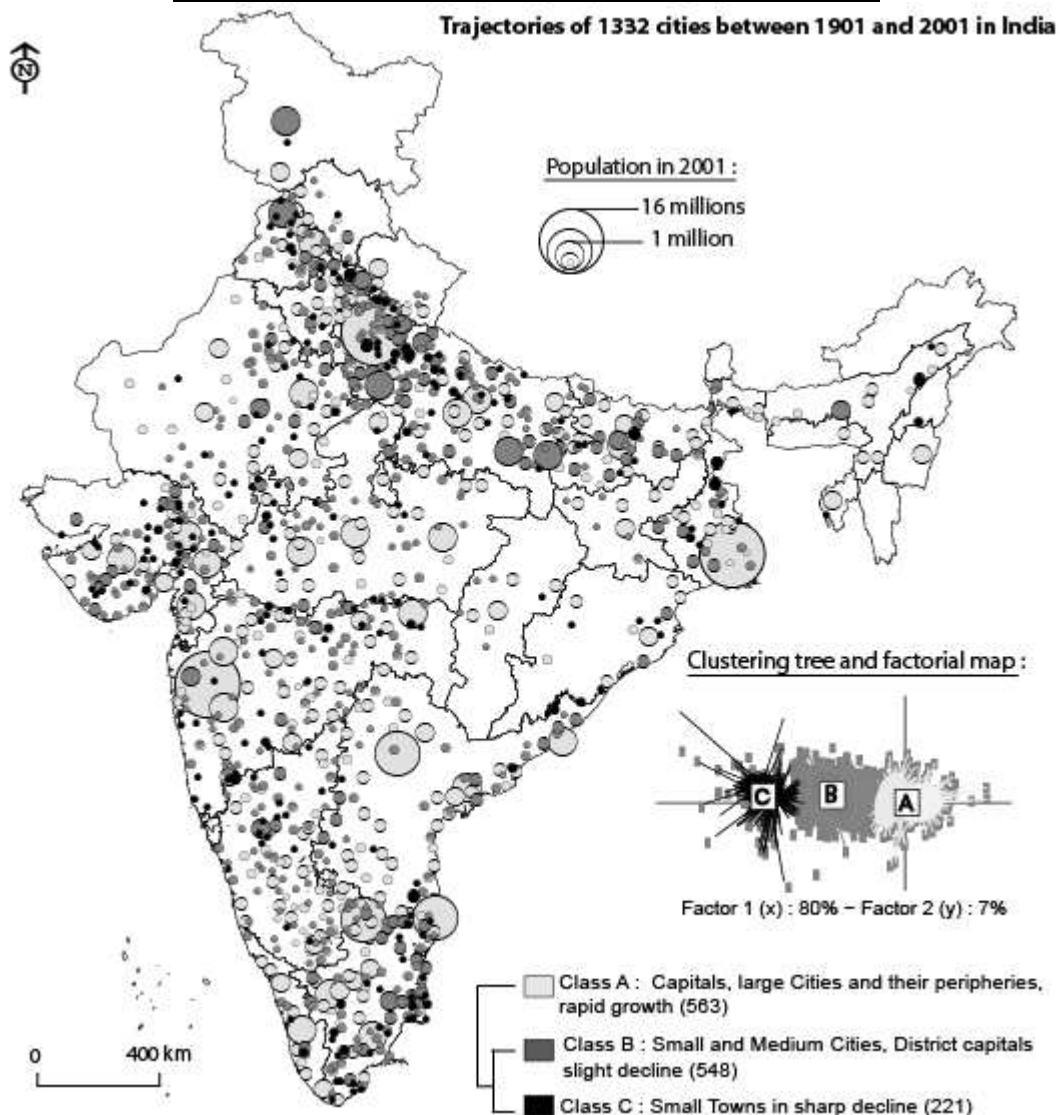 Trajectories of 1332 cities between 1901 and 2001 in India
N
Population in 2001 :
16 millions
1 million
Clustering tree and factorial map :
C
B
A
Factor 1 (x) : 80% − Factor 2 (y) : 7%
Class A : Capitals, large Cities and their peripheries,
rapid growth (563)
Class B : Small and Medium Cities, District capitals
slight decline (548)
Class C : Small Towns in sharp decline (221)
0 400 km